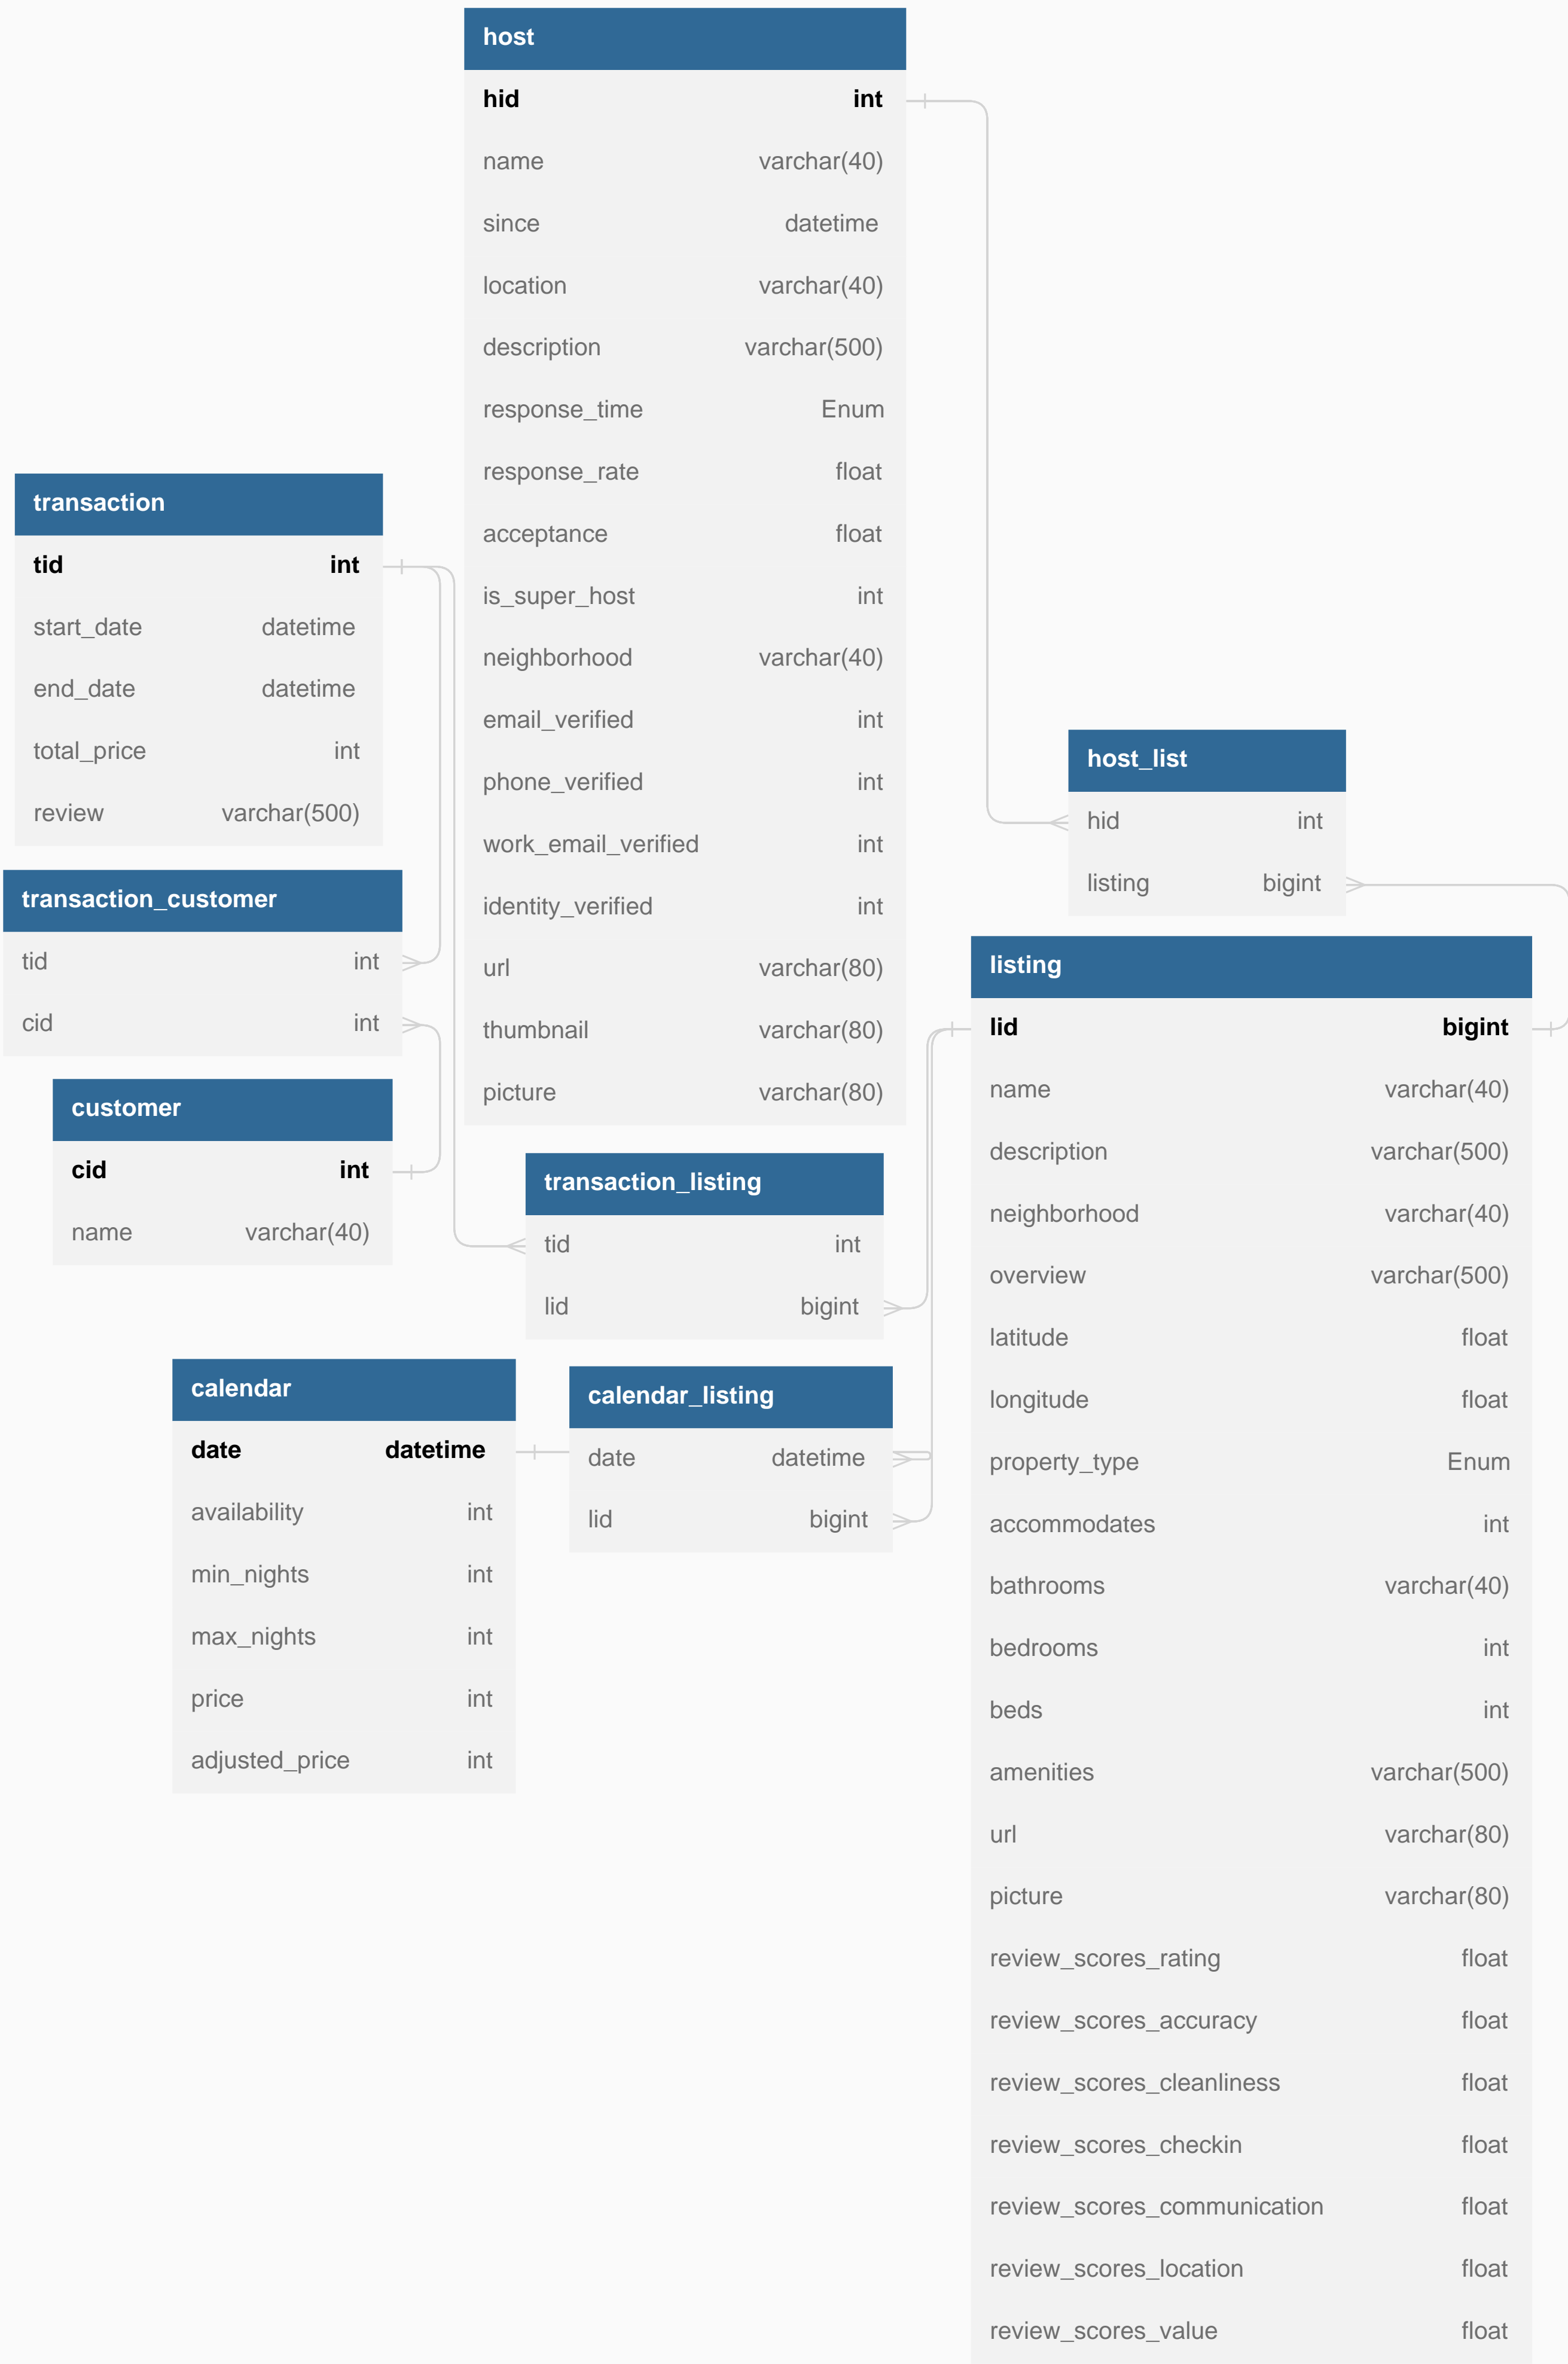 host
hid int
name varchar(40)
since datetime
location varchar(40)
description varchar(500)
response_time Enum
response_rate float
acceptance float
is_super_host int
neighborhood varchar(40)
email_verified int
phone_verified int
work_email_verified int
identity_verified int
url varchar(80)
thumbnail varchar(80)
picture varchar(80)
transaction
tid int
start_date datetime
end_date datetime
total_price int
review varchar(500)
transaction_customer
tid int
cid int
customer
cid int
name varchar(40)
host_list
hid int
listing bigint
transaction_listing
tid int
lid bigint
calendar
date datetime
availability int
min_nights int
max_nights int
price int
adjusted_price int
calendar_listing
date datetime
lid bigint
listing
lid bigint
name varchar(40)
description varchar(500)
neighborhood varchar(40)
overview varchar(500)
latitude float
longitude float
property_type Enum
accommodates int
bathrooms varchar(40)
bedrooms int
beds int
amenities varchar(500)
url varchar(80)
picture varchar(80)
review_scores_rating float
review_scores_accuracy float
review_scores_cleanliness float
review_scores_checkin float
review_scores_communication float
review_scores_location float
review_scores_value float